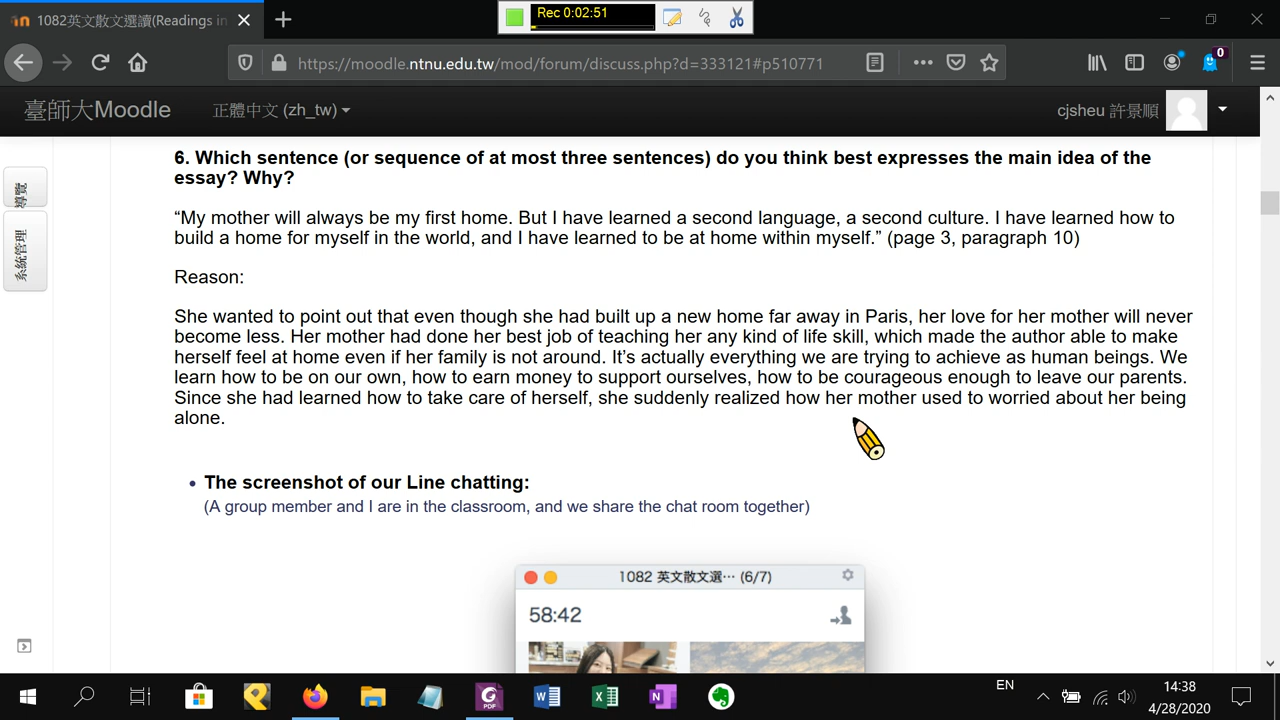 1082英文散文選讀(Readings in
Rec 0:02:51
https://moodle.ntnu.edu.tw/mod/forum/discuss.php?d=333121#p510771
0
臺師大Moodle
正體中文 (zh_tw)
cjsheu 許景順
導覽
系統管理
6. Which sentence (or sequence of at most three sentences) do you think best expresses the main idea of the
essay? Why?
“My mother will always be my first home. But I have learned a second language, a second culture. I have learned how to
build a home for myself in the world, and I have learned to be at home within myself.” (page 3, paragraph 10)
Reason:
She wanted to point out that even though she had built up a new home far away in Paris, her love for her mother will never
become less. Her mother had done her best job of teaching her any kind of life skill, which made the author able to make
herself feel at home even if her family is not around. It’s actually everything we are trying to achieve as human beings. We
learn how to be on our own, how to earn money to support ourselves, how to be courageous enough to leave our parents.
Since she had learned how to take care of herself, she suddenly realized how her mother used to worried about her being
alone.
The screenshot of our Line chatting:
(A group member and I are in the classroom, and we share the chat room together)
1082 英文散文選… (6/7)
58:42
EN
14:38
4/28/2020